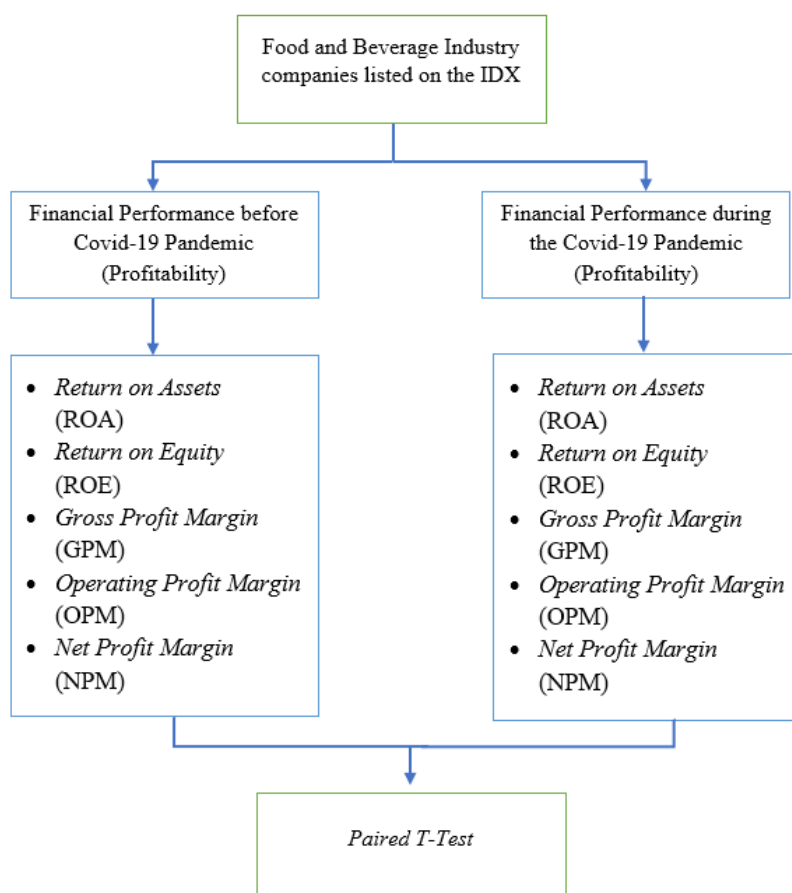 Food and Beverage Industry
companies listed on the IDX
Financial Performance before
Covid-19 Pandemic
(Profitability)
Financial Performance during
the Covid-19 Pandemic
(Profitability)
• Return on Assets
(ROA)
• Return on Equity
(ROE)
• Gross Profit Margin
(GPM)
• Operating Profit Margin
(OPM)
• Net Profit Margin
(NPM)
• Return on Assets
(ROA)
• Return on Equity
(ROE)
• Gross Profit Margin
(GPM)
• Operating Profit Margin
(OPM)
• Net Profit Margin
(NPM)
Paired T-Test